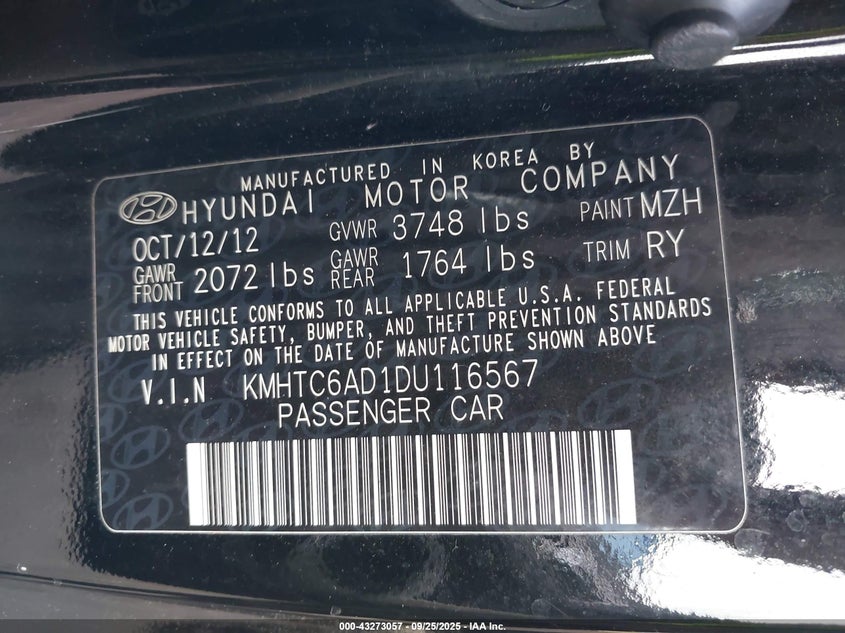 MANUFACTURED IN KOREA BY
HYUNDAI MOTOR COMPANY
OCT/12/12 GVWR 3748 lbs PAINT MZH
GAWR FRONT 2072 lbs GAWR REAR 1764 lbs TRIM RY
THIS VEHICLE CONFORMS TO ALL APPLICABLE U.S.A. FEDERAL
MOTOR VEHICLE SAFETY, BUMPER, AND THEFT PREVENTION STANDARDS
IN EFFECT ON THE DATE OF MANUFACTURE SHOWN ABOVE
V.I.N KMHTC6AD1DU116567
PASSENGER CAR
000-43273057 - 09/25/2025 - IAA Inc.